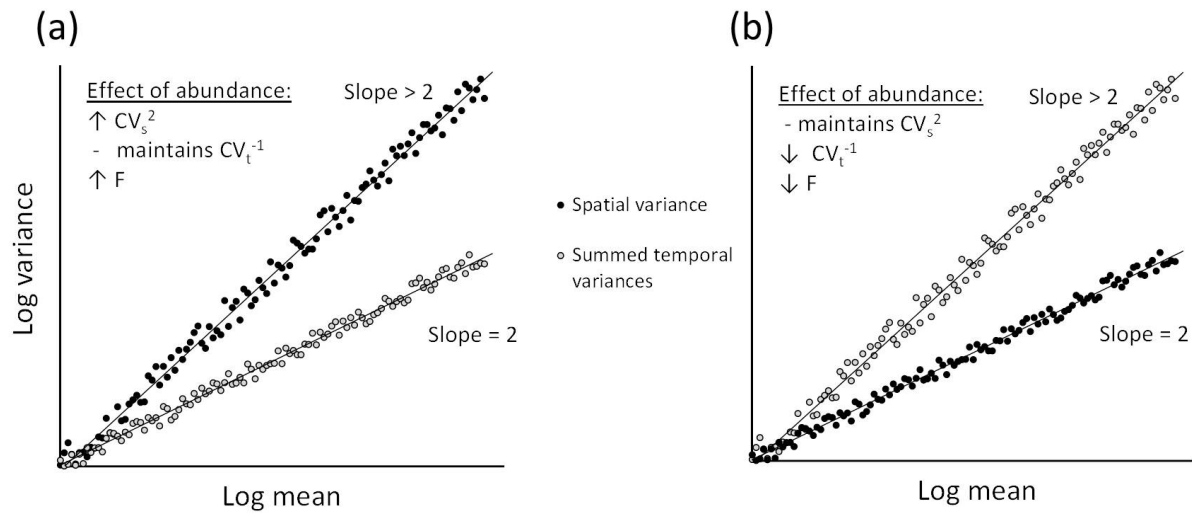 (a)
Effect of abundance:
↑ CVs²
- maintains CVt⁻¹
↑ F
Slope > 2
Slope = 2
Log variance
Log mean
Spatial variance
Summed temporal
variances
(b)
Effect of abundance:
- maintains CVs²
↓ CVt⁻¹
↓ F
Slope > 2
Slope = 2
Log mean